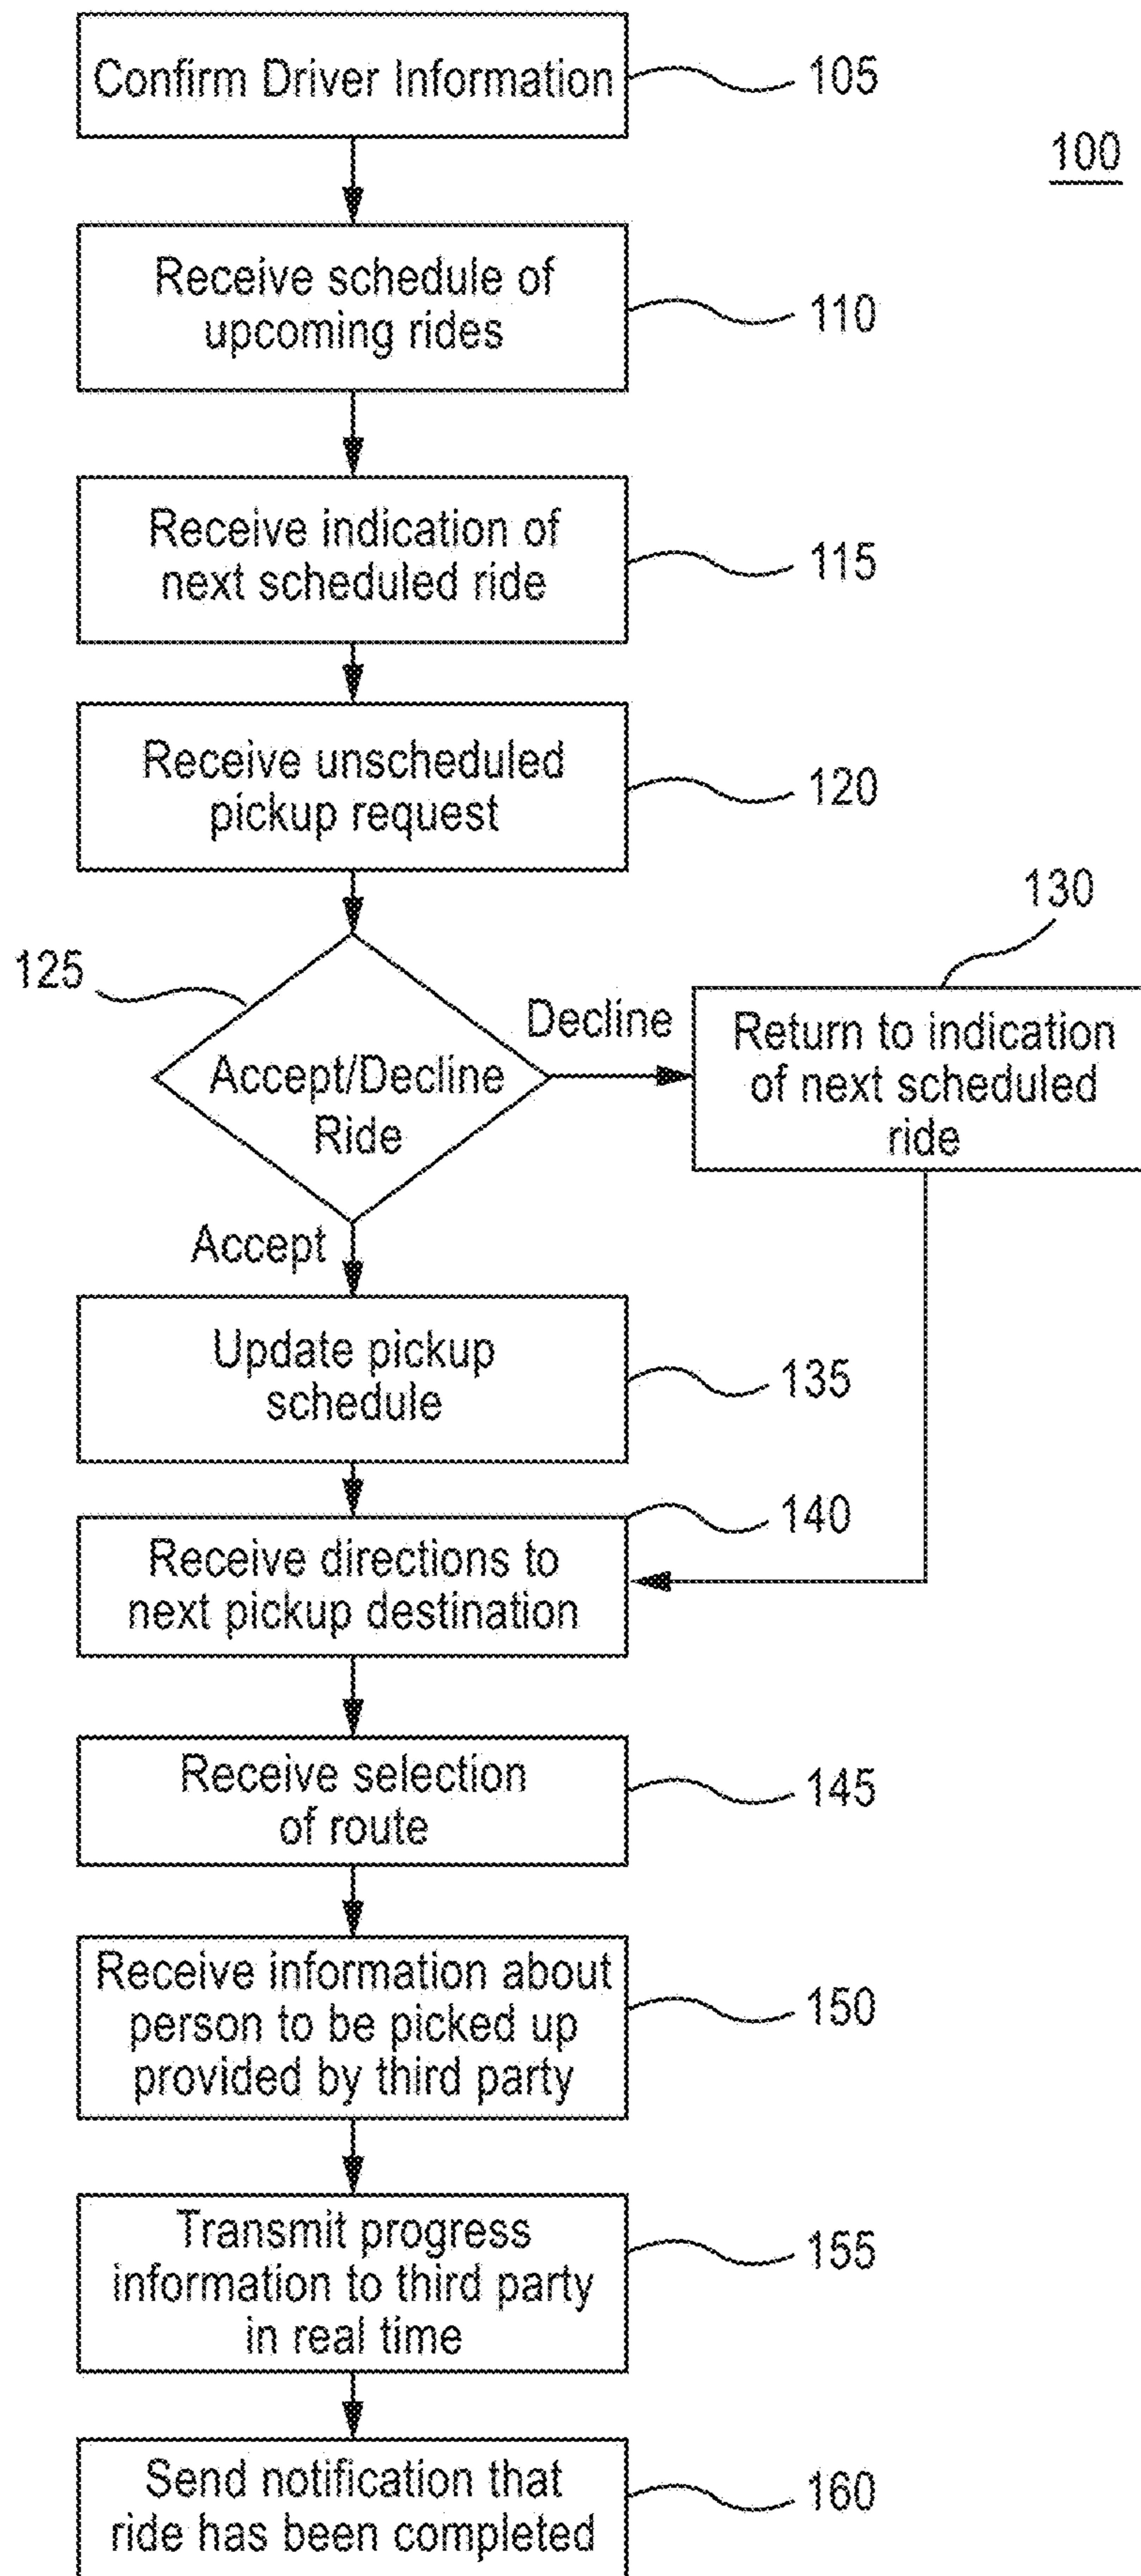 Confirm Driver Information
105
100
Receive schedule of
upcoming rides
110
Receive indication of
next scheduled ride
115
Receive unscheduled
pickup request
120
125
Accept/Decline
Ride
Decline
130
Return to indication
of next scheduled
ride
Accept
Update pickup
schedule
135
140
Receive directions to
next pickup destination
Receive selection
of route
145
Receive information about
person to be picked up
provided by third party
150
Transmit progress
information to third party
in real time
155
Send notification that
ride has been completed
160